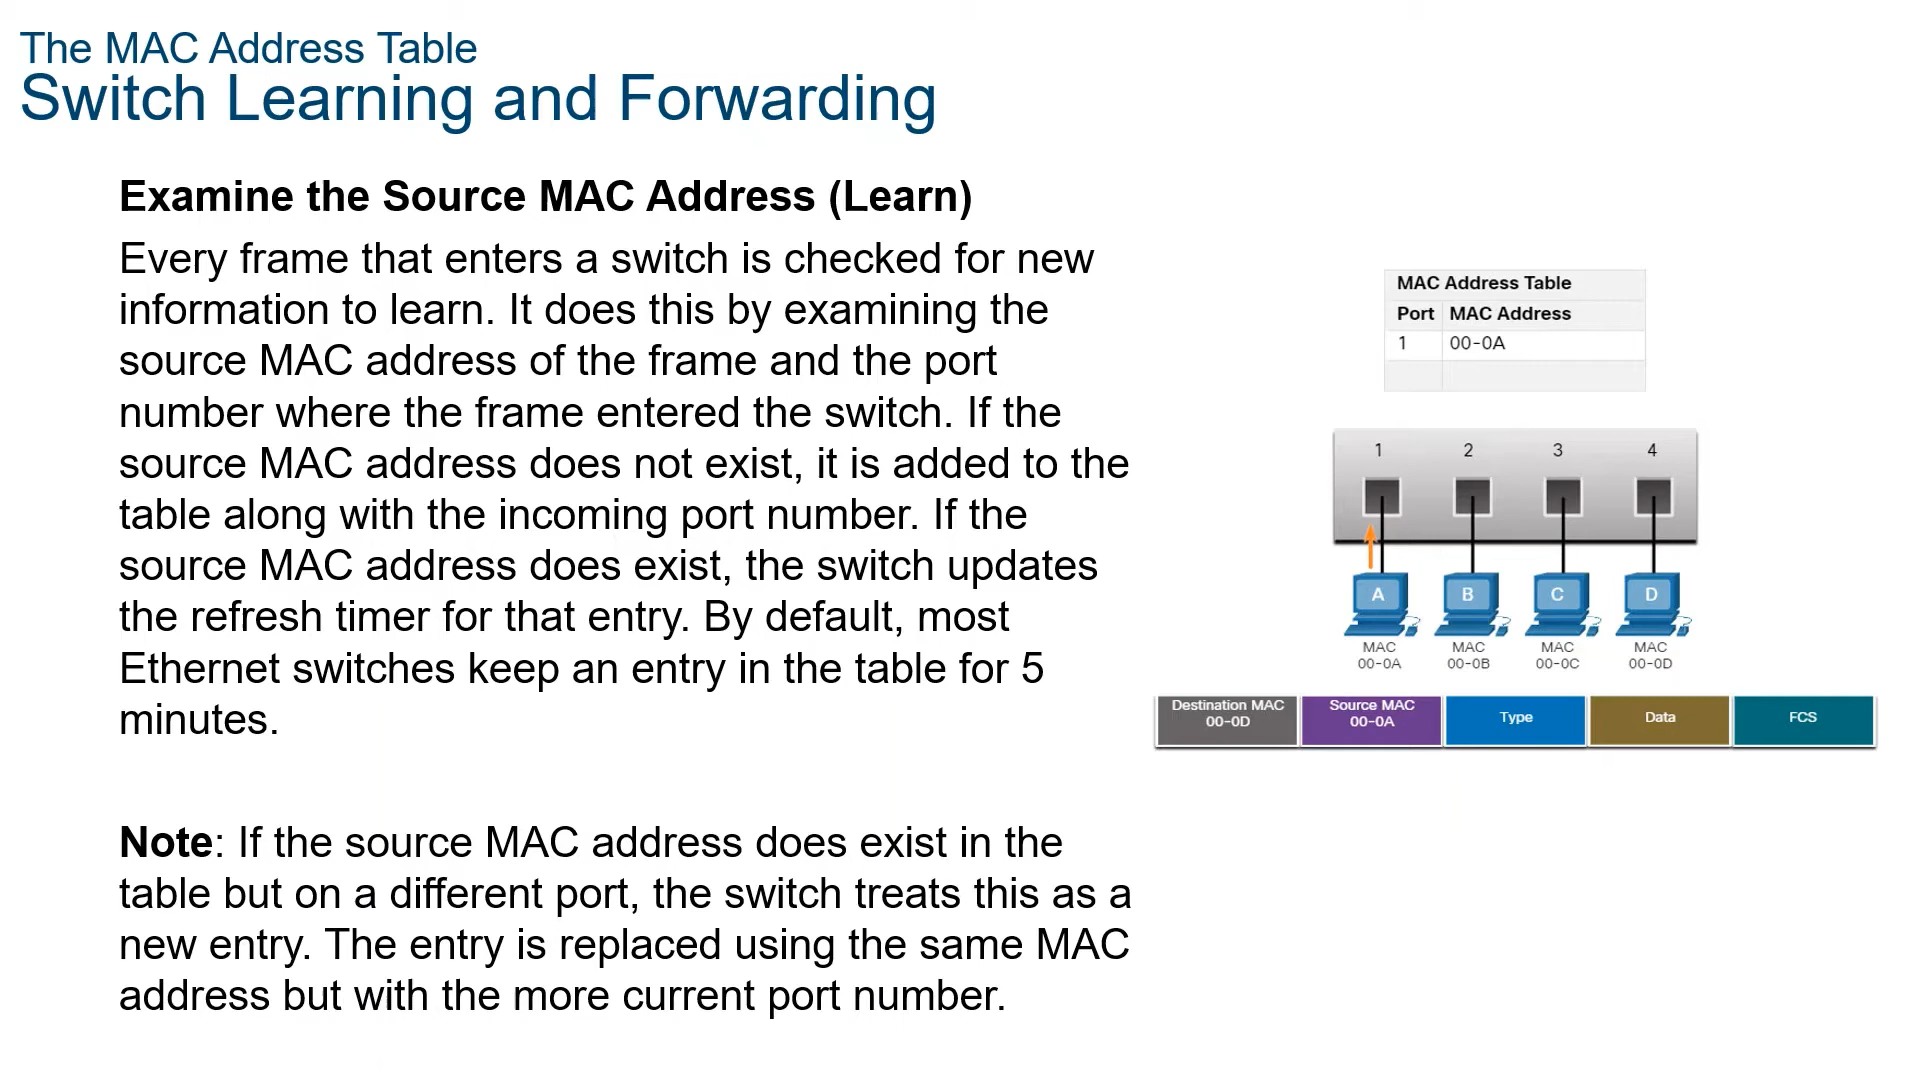 The MAC Address Table
Switch Learning and Forwarding
Examine the Source MAC Address (Learn)
Every frame that enters a switch is checked for new
information to learn. It does this by examining the
source MAC address of the frame and the port
number where the frame entered the switch. If the
source MAC address does not exist, it is added to the
table along with the incoming port number. If the
source MAC address does exist, the switch updates
the refresh timer for that entry. By default, most
Ethernet switches keep an entry in the table for 5
minutes.
Note: If the source MAC address does exist in the
table but on a different port, the switch treats this as a
new entry. The entry is replaced using the same MAC
address but with the more current port number.
MAC Address Table
Port MAC Address
1 00-0A
1 2 3 4
A B C D
MAC MAC MAC MAC
00-0A 00-0B 00-0C 00-0D
Destination MAC Source MAC Type Data FCS
00-0D 00-0A